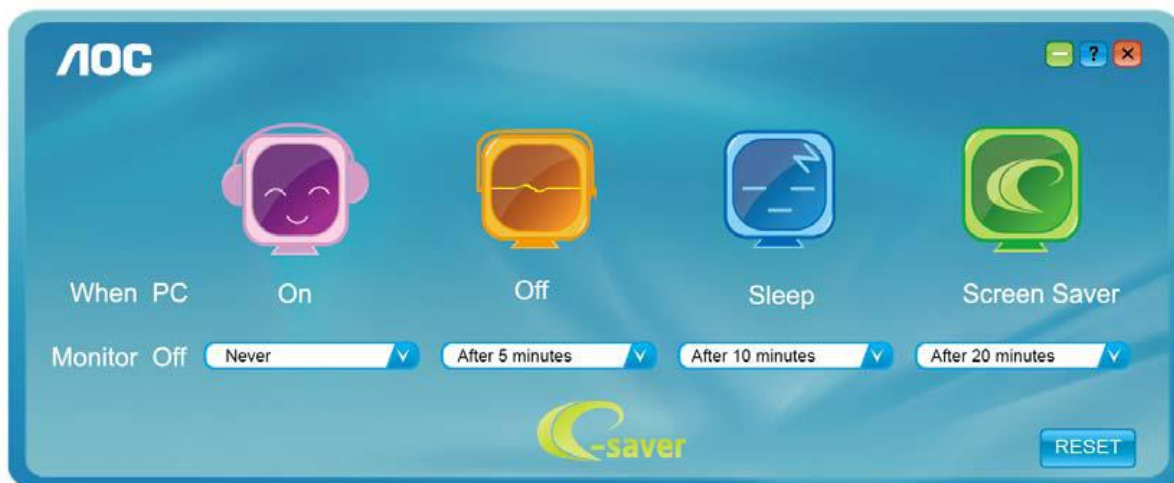 AOC
?
When PC On Off Sleep Screen Saver
Monitor Off Never After 5 minutes After 10 minutes After 20 minutes
e-saver
RESET